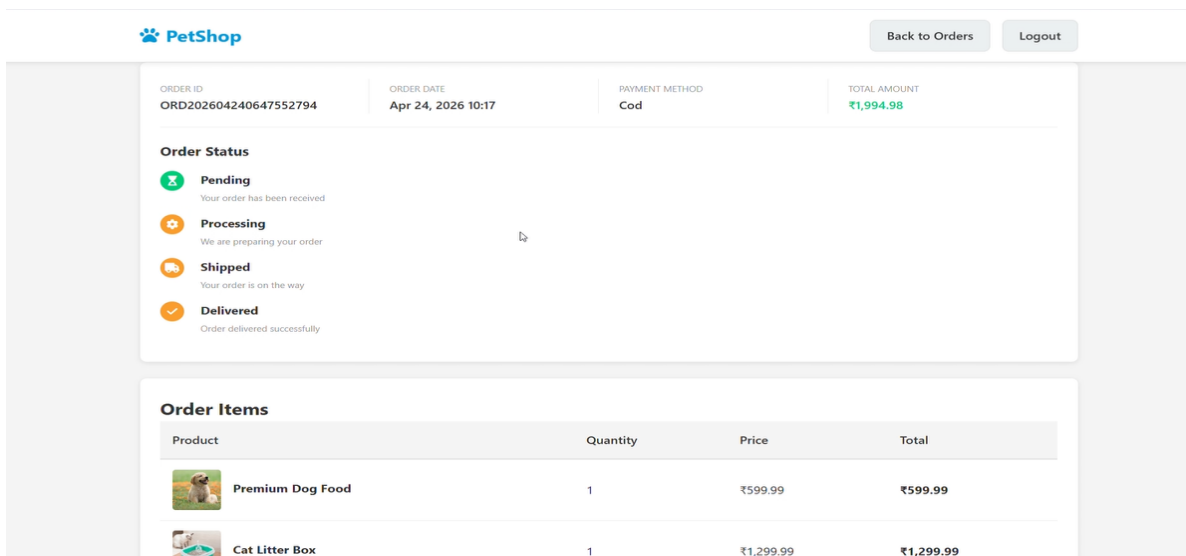 PetShop
Back to Orders
Logout
ORDER ID
ORDER DATE
PAYMENT METHOD
TOTAL AMOUNT
ORD202604240647552794
Apr 24, 2026 10:17
Cod
₹1,994.98
Order Status
Pending
Your order has been received
Processing
We are preparing your order
Shipped
Your order is on the way
Delivered
Order delivered successfully
Order Items
Product Quantity Price Total
Premium Dog Food 1 ₹599.99 ₹599.99
Cat Litter Box 1 ₹1,299.99 ₹1,299.99